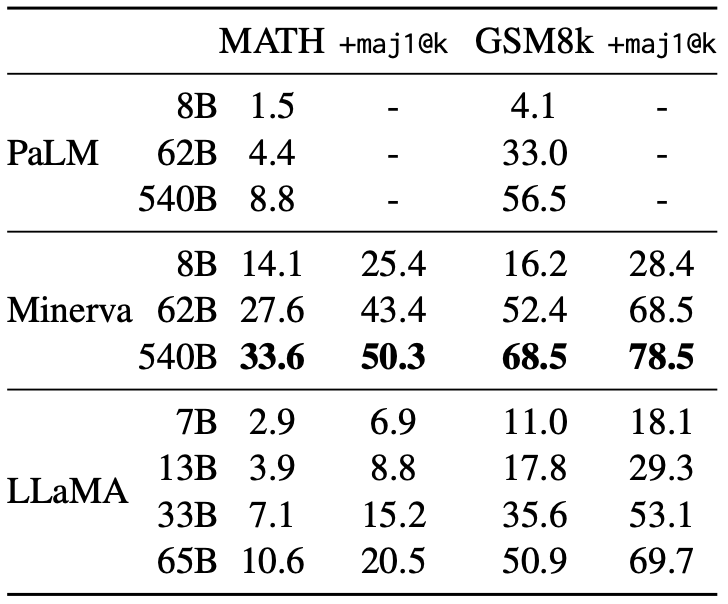 MATH +maj1@k GSM8k +maj1@k
8B 1.5 - 4.1 -
PaLM 62B 4.4 - 33.0 -
540B 8.8 - 56.5 -
8B 14.1 25.4 16.2 28.4
Minerva 62B 27.6 43.4 52.4 68.5
540B 33.6 50.3 68.5 78.5
7B 2.9 6.9 11.0 18.1
13B 3.9 8.8 17.8 29.3
LLaMA
33B 7.1 15.2 35.6 53.1
65B 10.6 20.5 50.9 69.7